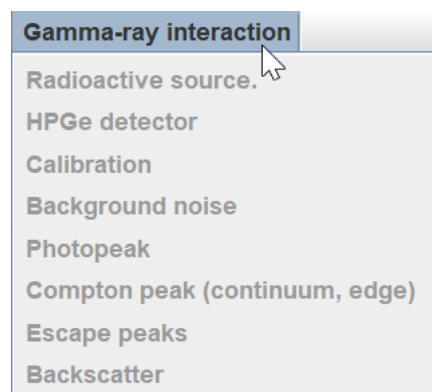 Gamma-ray interaction
Radioactive source.
HPGe detector
Calibration
Background noise
Photopeak
Compton peak (continuum, edge)
Escape peaks
Backscatter